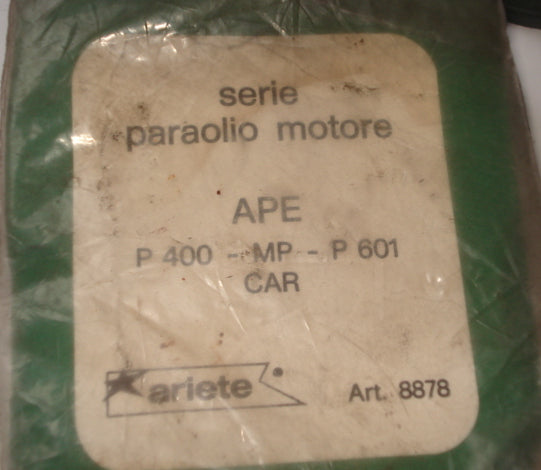 serie
paraolio motore
APE
P 400 - MP - P 601
CAR
ariete®
Art. 8878